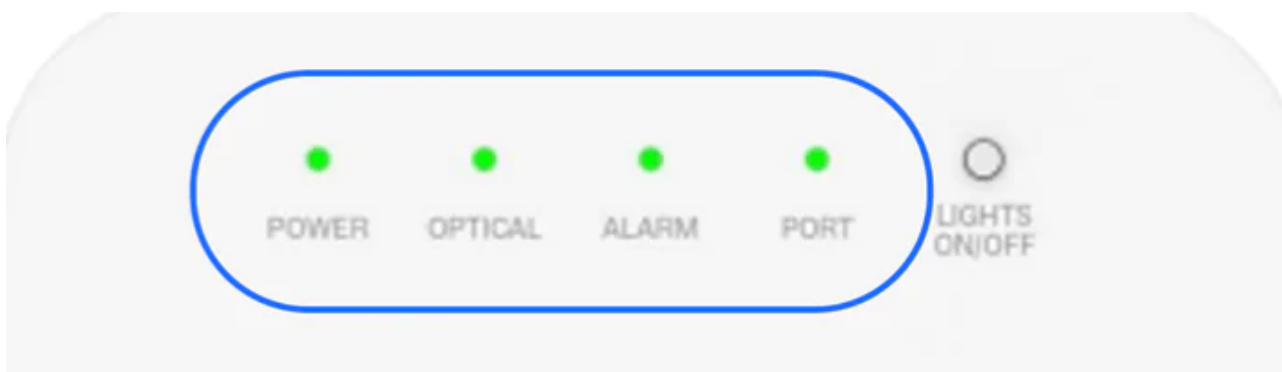 POWER
OPTICAL
ALARM
PORT
LIGHTS
ON/OFF